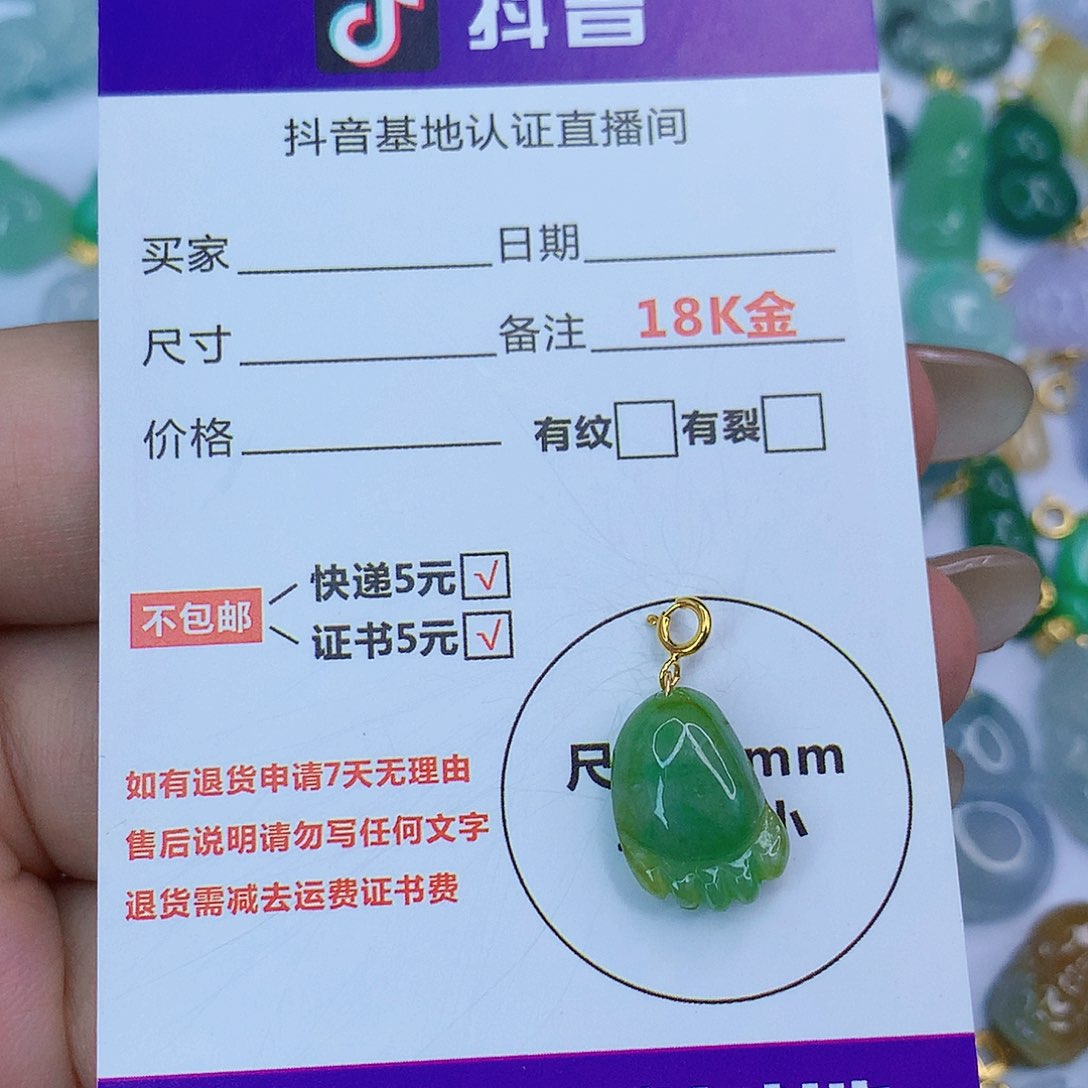 抖音
抖音基地认证直播间
买家 日期
尺寸 备注 18K金
价格 有纹 有裂
不包邮 快递5元 √
证书5元 √
如有退货申请7天无理由
售后说明请勿写任何文字
退货需减去运费证书费
尺 mm
小